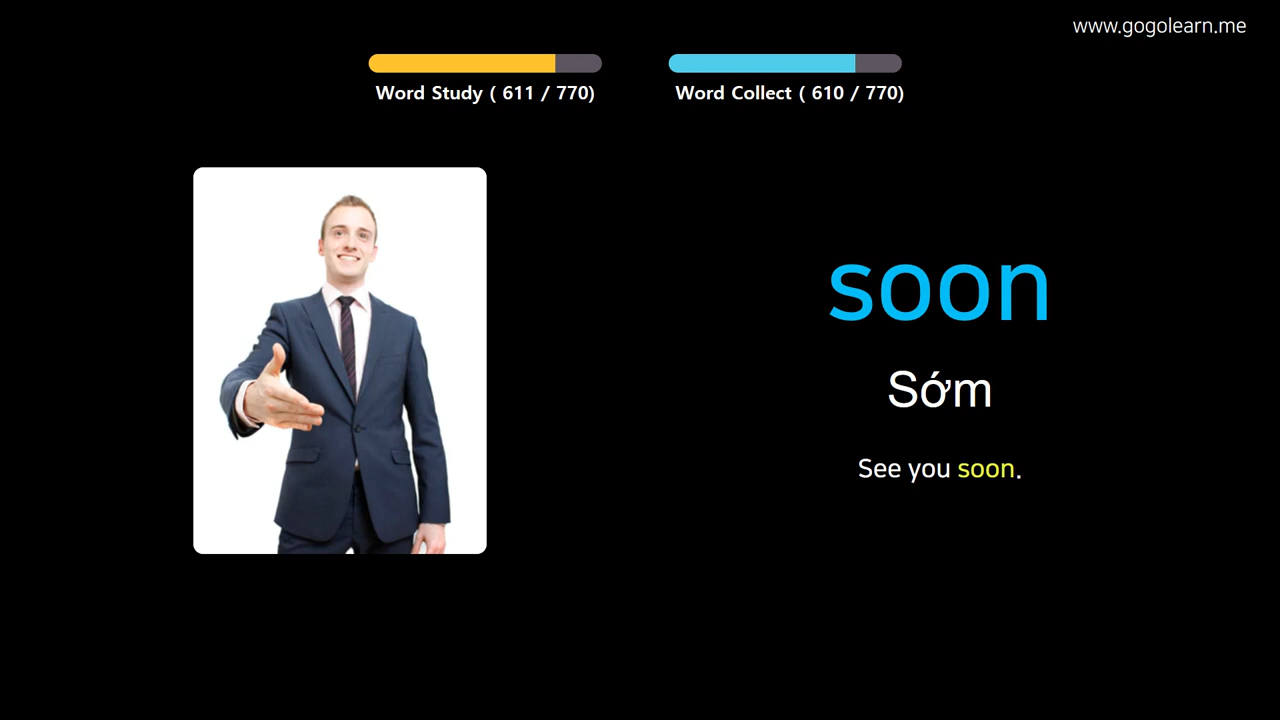 www.gogolearn.me
Word Study ( 611 / 770)
Word Collect ( 610 / 770)
soon
Sớm
See you soon.